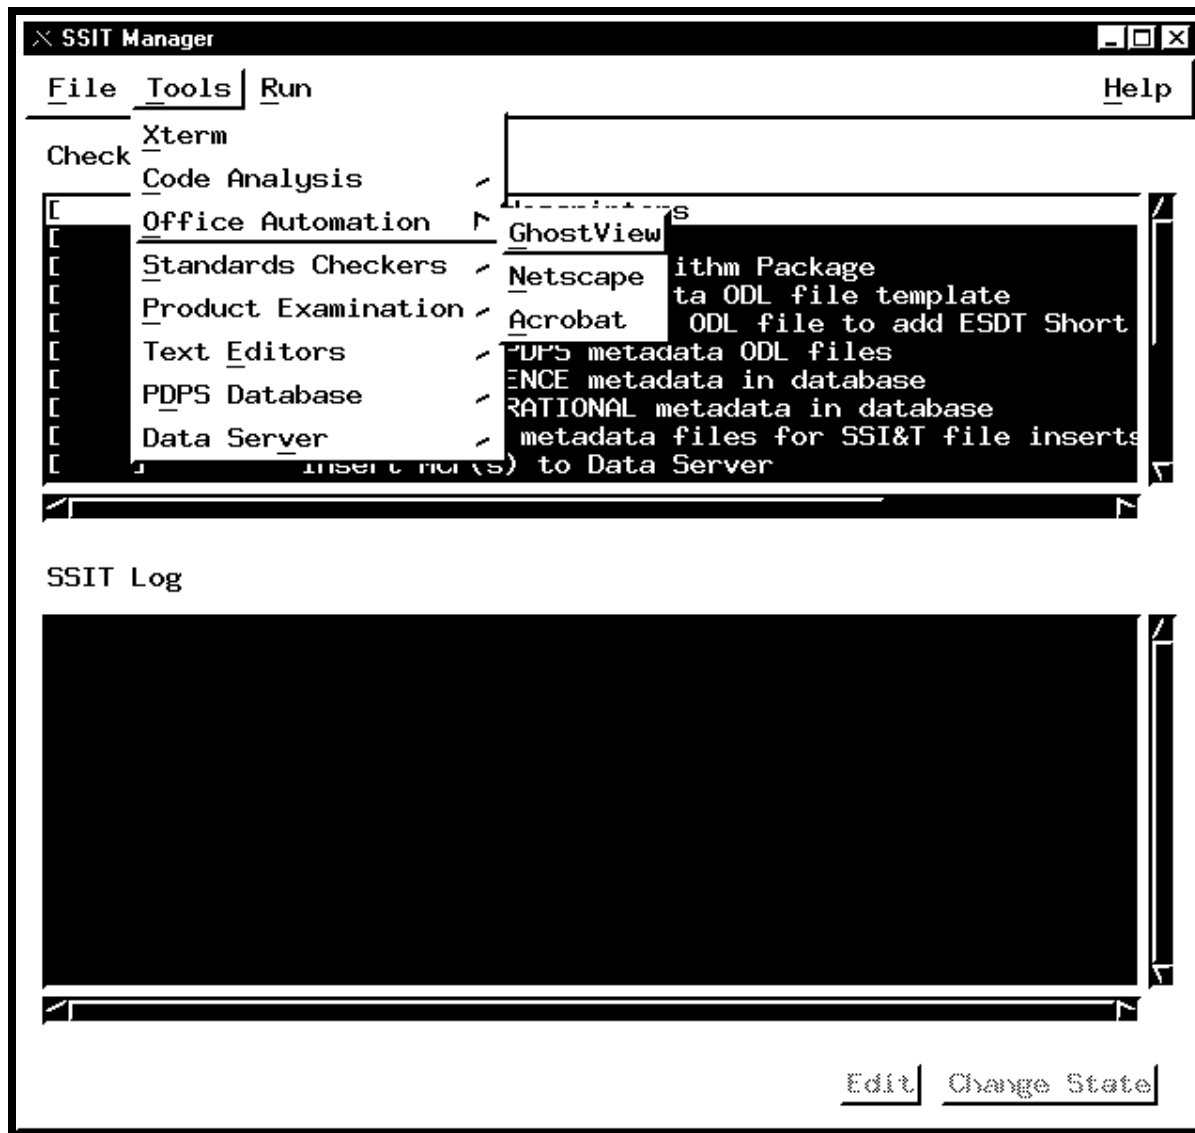 SSIT Manager
File Tools Run Help
Check
Xterm
Code Analysis
Office Automation
Standards Checkers
Product Examination
Text Editors
PDPS Database
Data Server
GhostView
Netscape
Acrobat
[
[
[ ithm Package
[ ta ODL file template
[ ODL file to add ESDT Short
[ PDPS metadata ODL files
[ ENCE metadata in database
[ RATIONAL metadata in database
[ metadata files for SSI&T file inserts
[ ] Insert MCF(s) to Data Server
SSIT Log
Edit Change State